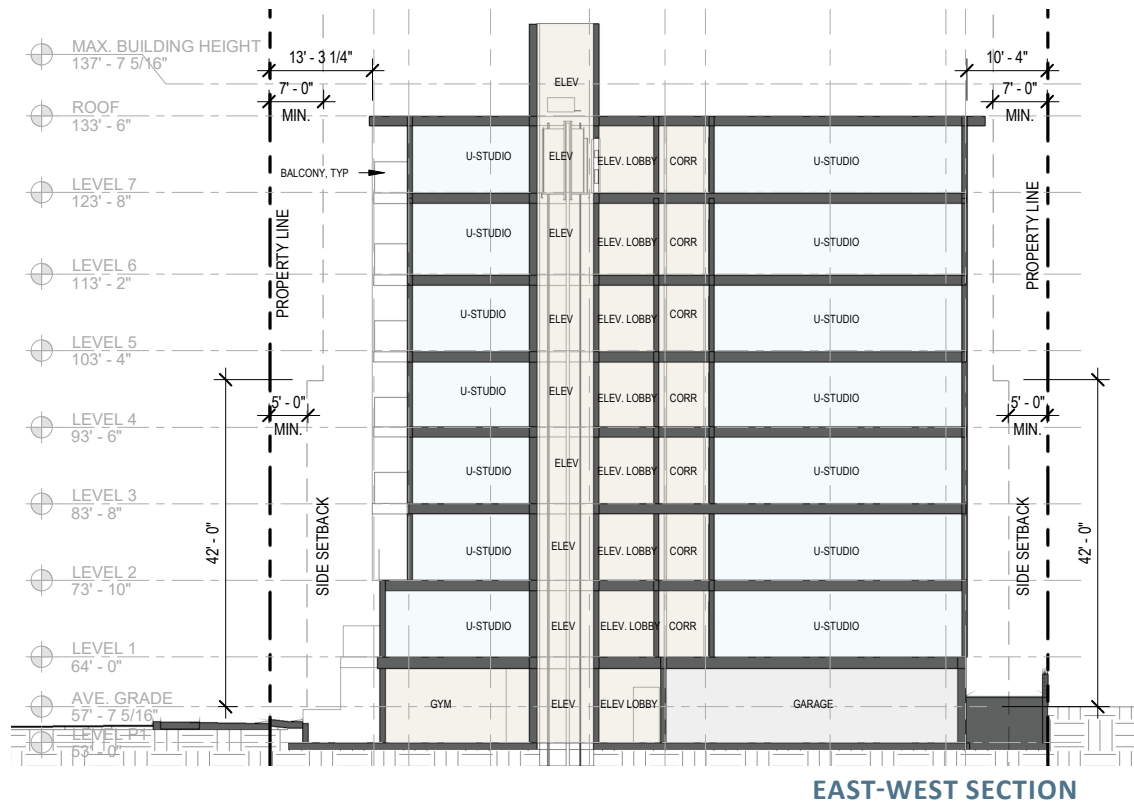 MAX. BUILDING HEIGHT
137' - 7 5/16"
13' - 3 1/4"
10' - 4"
7' - 0"
MIN.
7' - 0"
MIN.
ROOF
133' - 6"
ELEV
BALCONY, TYP
U-STUDIO
ELEV
ELEV. LOBBY
CORR
U-STUDIO
LEVEL 7
123' - 8"
PROPERTY LINE
PROPERTY LINE
U-STUDIO
ELEV
ELEV. LOBBY
CORR
U-STUDIO
LEVEL 6
113' - 2"
U-STUDIO
ELEV
ELEV. LOBBY
CORR
U-STUDIO
LEVEL 5
103' - 4"
U-STUDIO
ELEV
ELEV. LOBBY
CORR
U-STUDIO
5' - 0"
MIN.
5' - 0"
MIN.
LEVEL 4
93' - 6"
U-STUDIO
ELEV
ELEV. LOBBY
CORR
U-STUDIO
LEVEL 3
83' - 8"
42' - 0"
SIDE SETBACK
SIDE SETBACK
42' - 0"
U-STUDIO
ELEV
ELEV. LOBBY
CORR
U-STUDIO
LEVEL 2
73' - 10"
U-STUDIO
ELEV
ELEV. LOBBY
CORR
U-STUDIO
LEVEL 1
64' - 0"
AVE. GRADE
57' - 7 5/16"
GYM
ELEV
ELEV LOBBY
GARAGE
LEVEL P1
53' - 0"
EAST-WEST SECTION